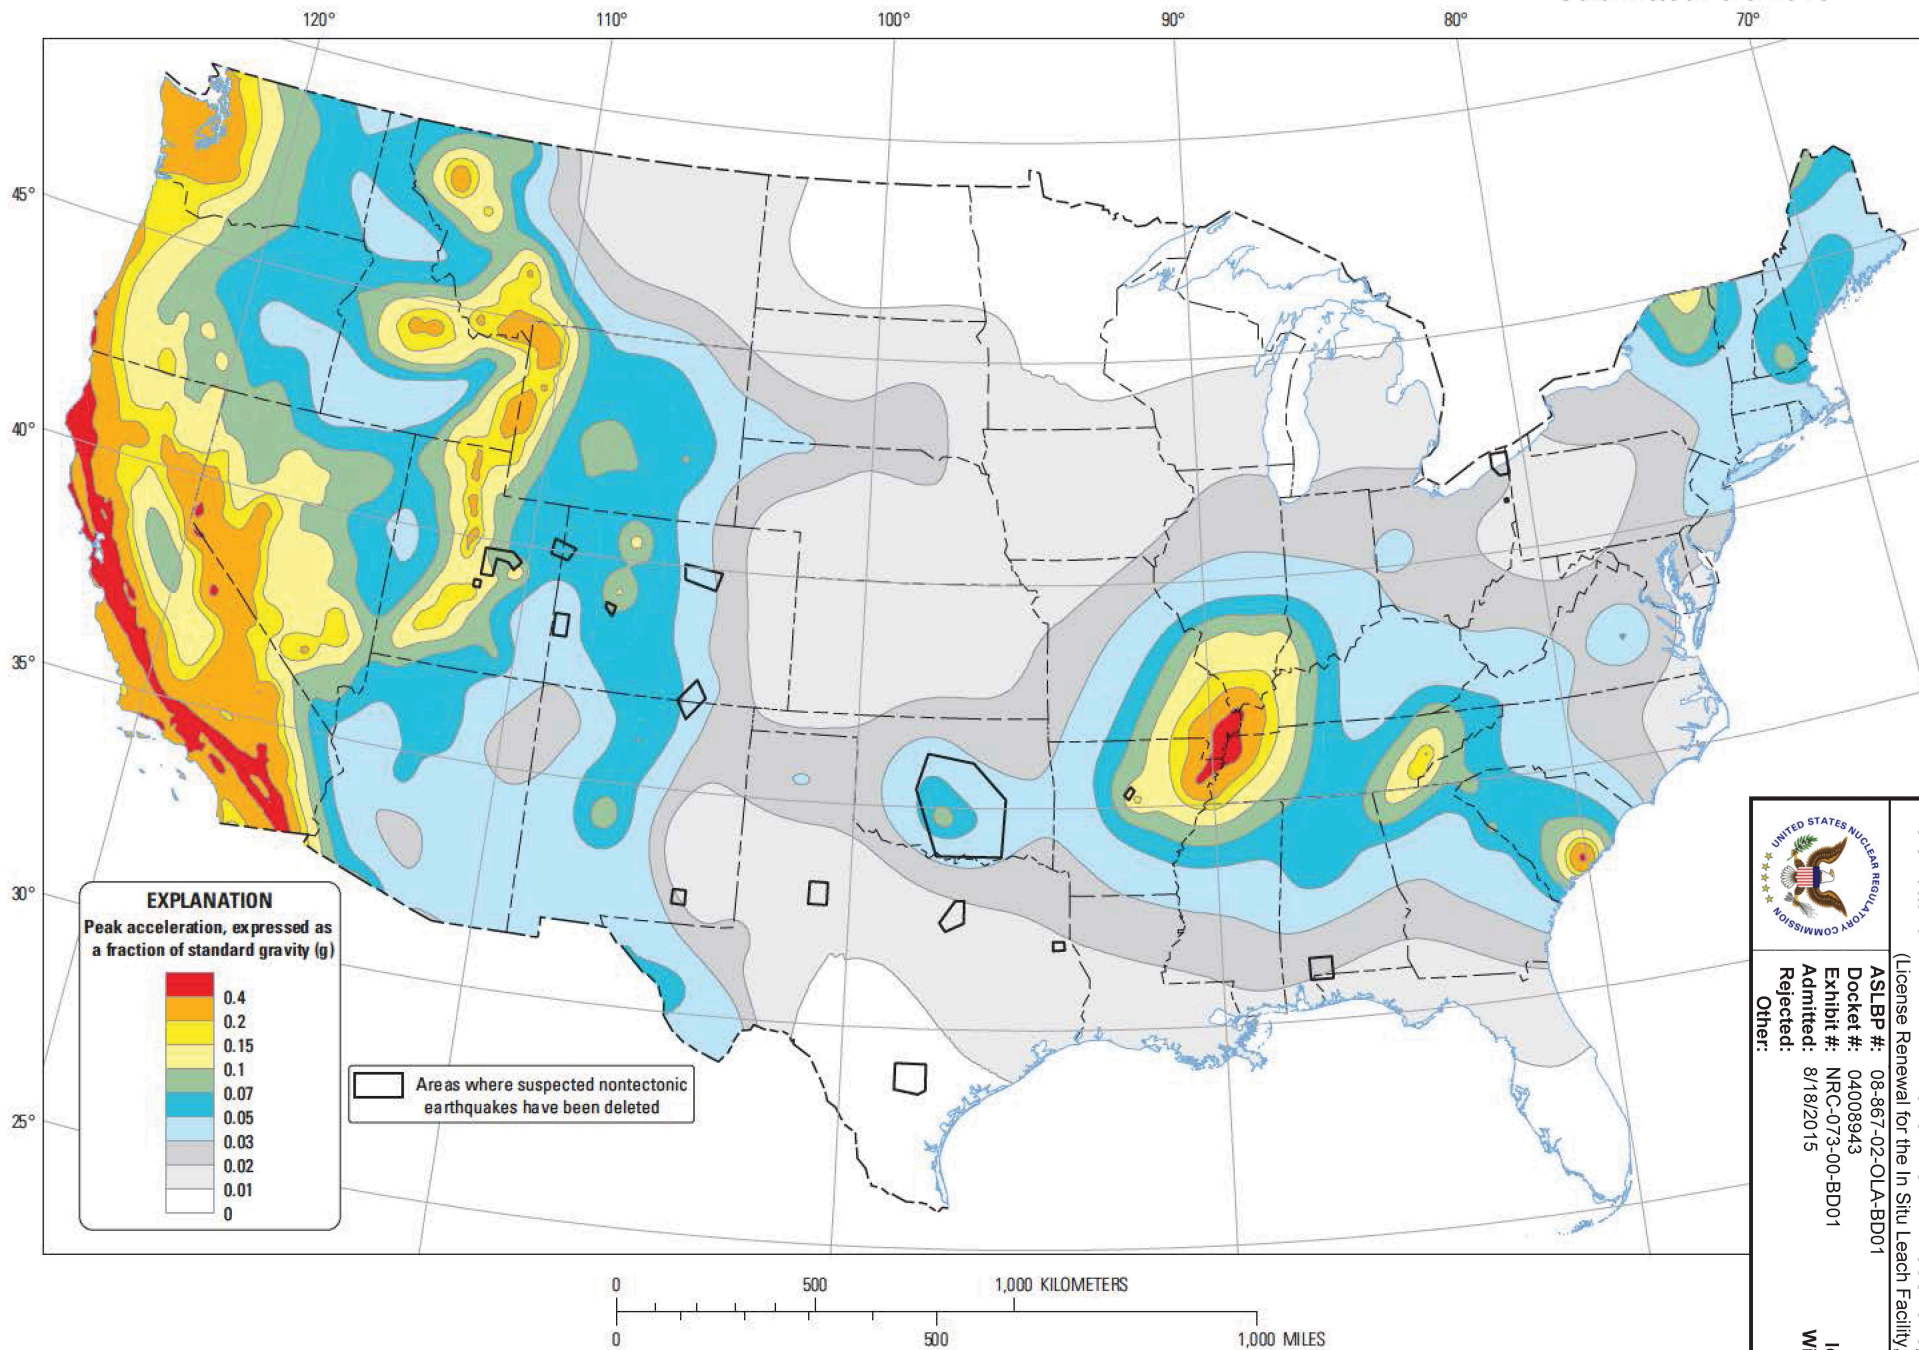 120°
110°
100°
90°
80°
70°
45°
40°
35°
30°
25°
EXPLANATION
Peak acceleration, expressed as
a fraction of standard gravity (g)
0.4
0.2
0.15
0.1
0.07
0.05
0.03
0.02
0.01
0
Areas where suspected nontectonic
earthquakes have been deleted
0 500 1,000 KILOMETERS
0 500 1,000 MILES
UNITED STATES NUCLEAR REGULATORY COMMISSION
(License Renewal for the In Situ Leach Facility,
ASLBP #: 08-867-02-OLA-BD01
Docket #: 04008943
Exhibit #: NRC-073-00-BD01
Admitted: 8/18/2015
Rejected:
Other: